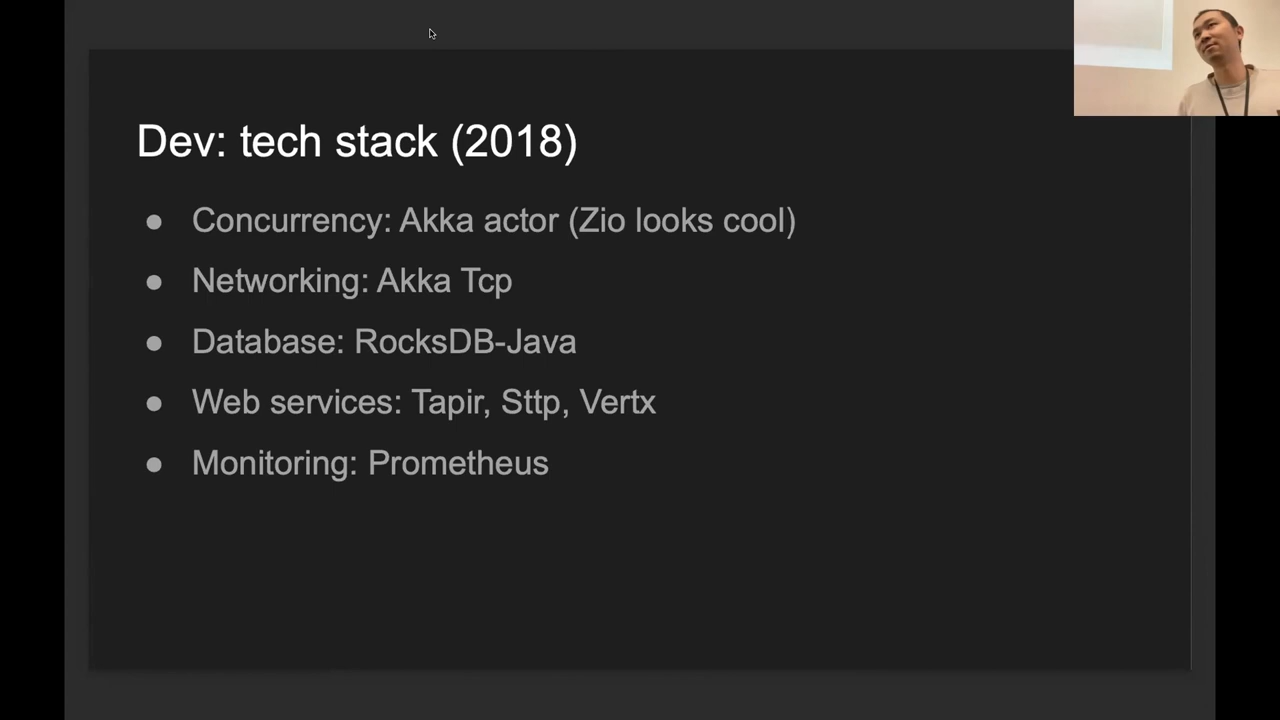 Dev: tech stack (2018)
● Concurrency: Akka actor (Zio looks cool)
● Networking: Akka Tcp
● Database: RocksDB-Java
● Web services: Tapir, Sttp, Vertx
● Monitoring: Prometheus